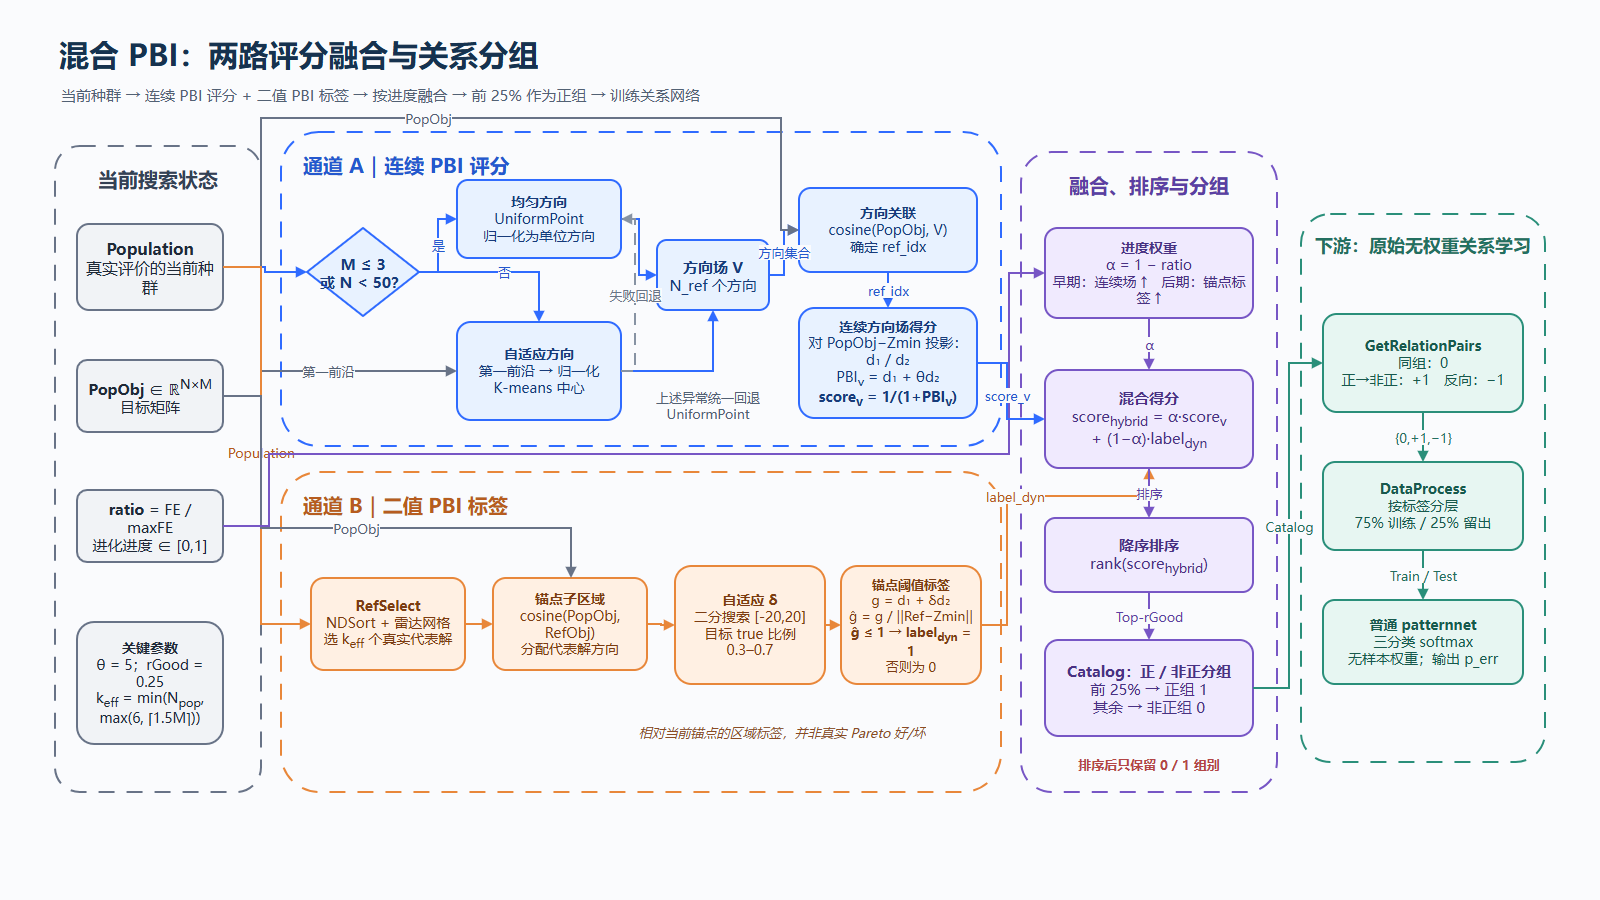 混合 PBI：两路评分融合与关系分组
当前种群 → 连续 PBI 评分 + 二值 PBI 标签 → 按进度融合 → 前 25% 作为正组 → 训练关系网络
PopObj
当前搜索状态
Population
真实评价的当前种
群
PopObj ∈ ℝ^{N×M}
目标矩阵
Population
ratio = FE /
maxFE
进化进度 ∈ [0,1]
关键参数
θ = 5；rGood =
0.25
k_{eff} = min(N_{pop},
max(6, ⌈1.5M⌉))
通道 A | 连续 PBI 评分
M ≤ 3
或 N < 50?
是
否
第一前沿
均匀方向
UniformPoint
归一化为单位方向
自适应方向
第一前沿 → 归一化
K-means 中心
失败回退
方向场 V
N_ref 个方向
上述异常统一回退
UniformPoint
方向集合
方向关联
cosine(PopObj, V)
确定 ref_idx
ref_idx
连续方向场得分
对 PopObj−Zmin 投影：
d₁ / d₂
PBI_v = d₁ + θd₂
score_v = 1/(1+PBI_v)
score_v
通道 B | 二值 PBI 标签
PopObj
RefSelect
NDSort + 雷达网格
选 k_{eff} 个真实代表解
锚点子区域
cosine(PopObj,
RefObj)
分配代表解方向
自适应 δ
二分搜索 [-20,20]
目标 true 比例
0.3–0.7
锚点阈值标签
g = d₁ + δd₂
ĝ = g / ||Ref−Zmin||
ĝ ≤ 1 → label_{dyn} =
1
否则为 0
相对当前锚点的区域标签，并非真实 Pareto 好/坏
label_dyn
融合、排序与分组
进度权重
α = 1 − ratio
早期：连续场↑ 后期：锚点标
签↑
α
混合得分
score_{hybrid} = α·score_v
+ (1−α)·label_{dyn}
排序
降序排序
rank(score_{hybrid})
Top-rGood
Catalog：正 / 非正分组
前 25% → 正组 1
其余 → 非正组 0
排序后只保留 0 / 1 组别
Catalog
下游：原始无权重关系学习
GetRelationPairs
同组：0
正→非正：+1 反向：−1
{0,+1,−1}
DataProcess
按标签分层
75% 训练 / 25% 留出
Train / Test
普通 patternnet
三分类 softmax
无样本权重；输出 p_err